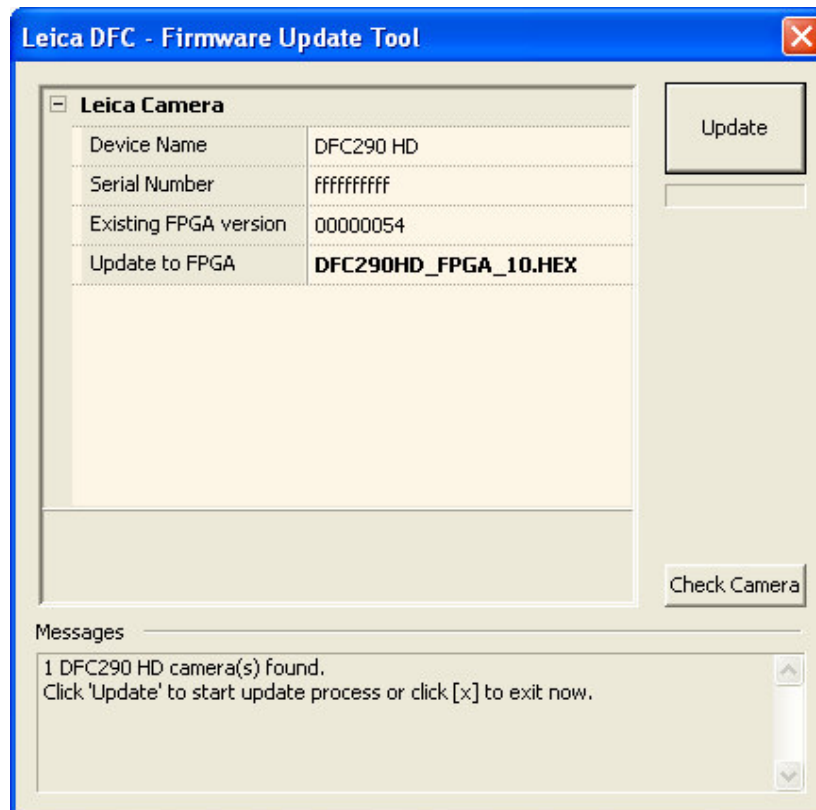 Leica DFC - Firmware Update Tool
Leica Camera
Device Name DFC290 HD
Serial Number ffffffffff
Existing FPGA version 00000054
Update to FPGA DFC290HD_FPGA_10.HEX
Update
Check Camera
Messages
1 DFC290 HD camera(s) found.
Click 'Update' to start update process or click [x] to exit now.